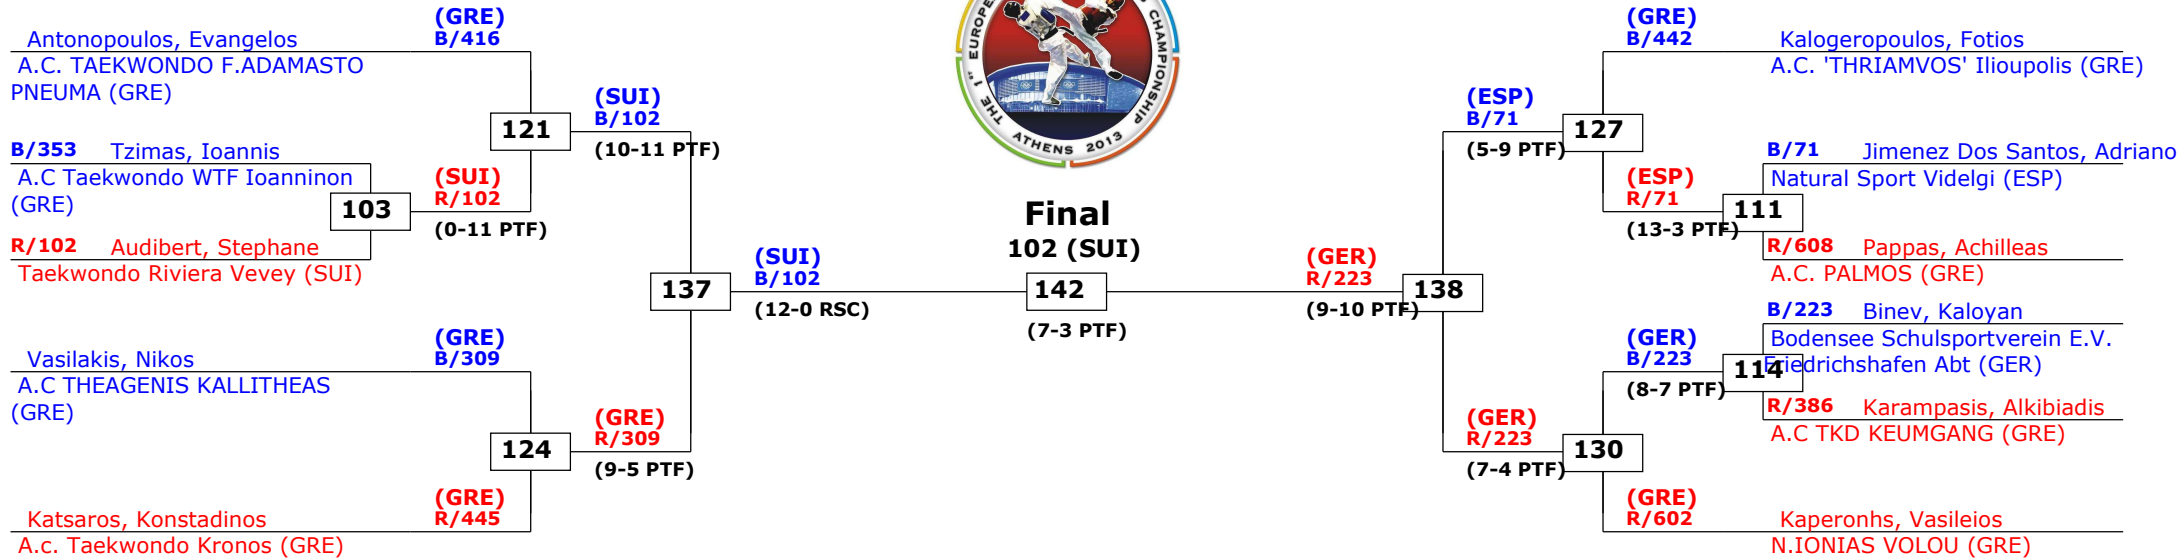 (GRE)
B/416
Antonopoulos, Evangelos
A.C. TAEKWONDO F.ADAMASTO
PNEUMA (GRE)
121
(SUI)
B/102
(10-11 PTF)
B/353 Tzimas, Ioannis
A.C Taekwondo WTF Ioanninon
(GRE)
103
(SUI)
R/102
(0-11 PTF)
R/102 Audibert, Stephane
Taekwondo Riviera Vevey (SUI)
137
(SUI)
B/102
(12-0 RSC)
(GRE)
B/309
Vasilakis, Nikos
A.C THEAGENIS KALLITHEAS
(GRE)
124
(GRE)
R/309
(9-5 PTF)
(GRE)
R/445
Katsaros, Konstadinos
A.c. Taekwondo Kronos (GRE)
THE 1st EUROPE
S CHAMPIONSHIP
ATHENS 2013
Final
102 (SUI)
142
(7-3 PTF)
(GER)
R/223
(9-10 PTF)
138
(ESP)
B/71
(5-9 PTF)
127
(GRE)
B/442
Kalogeropoulos, Fotios
A.C. 'THRIAMVOS' Ilioupolis (GRE)
(ESP)
R/71
(13-3 PTF)
111
B/71 Jimenez Dos Santos, Adriano
Natural Sport Videlgi (ESP)
R/608 Pappas, Achilleas
A.C. PALMOS (GRE)
(GER)
R/223
(7-4 PTF)
130
(GER)
B/223
(8-7 PTF)
114
B/223 Binev, Kaloyan
Bodensee Schulsportverein E.V.
Friedrichshafen Abt (GER)
R/386 Karampasis, Alkibiadis
A.C TKD KEUMGANG (GRE)
(GRE)
R/602
Kaperonhs, Vasileios
N.IONIAS VOLOU (GRE)